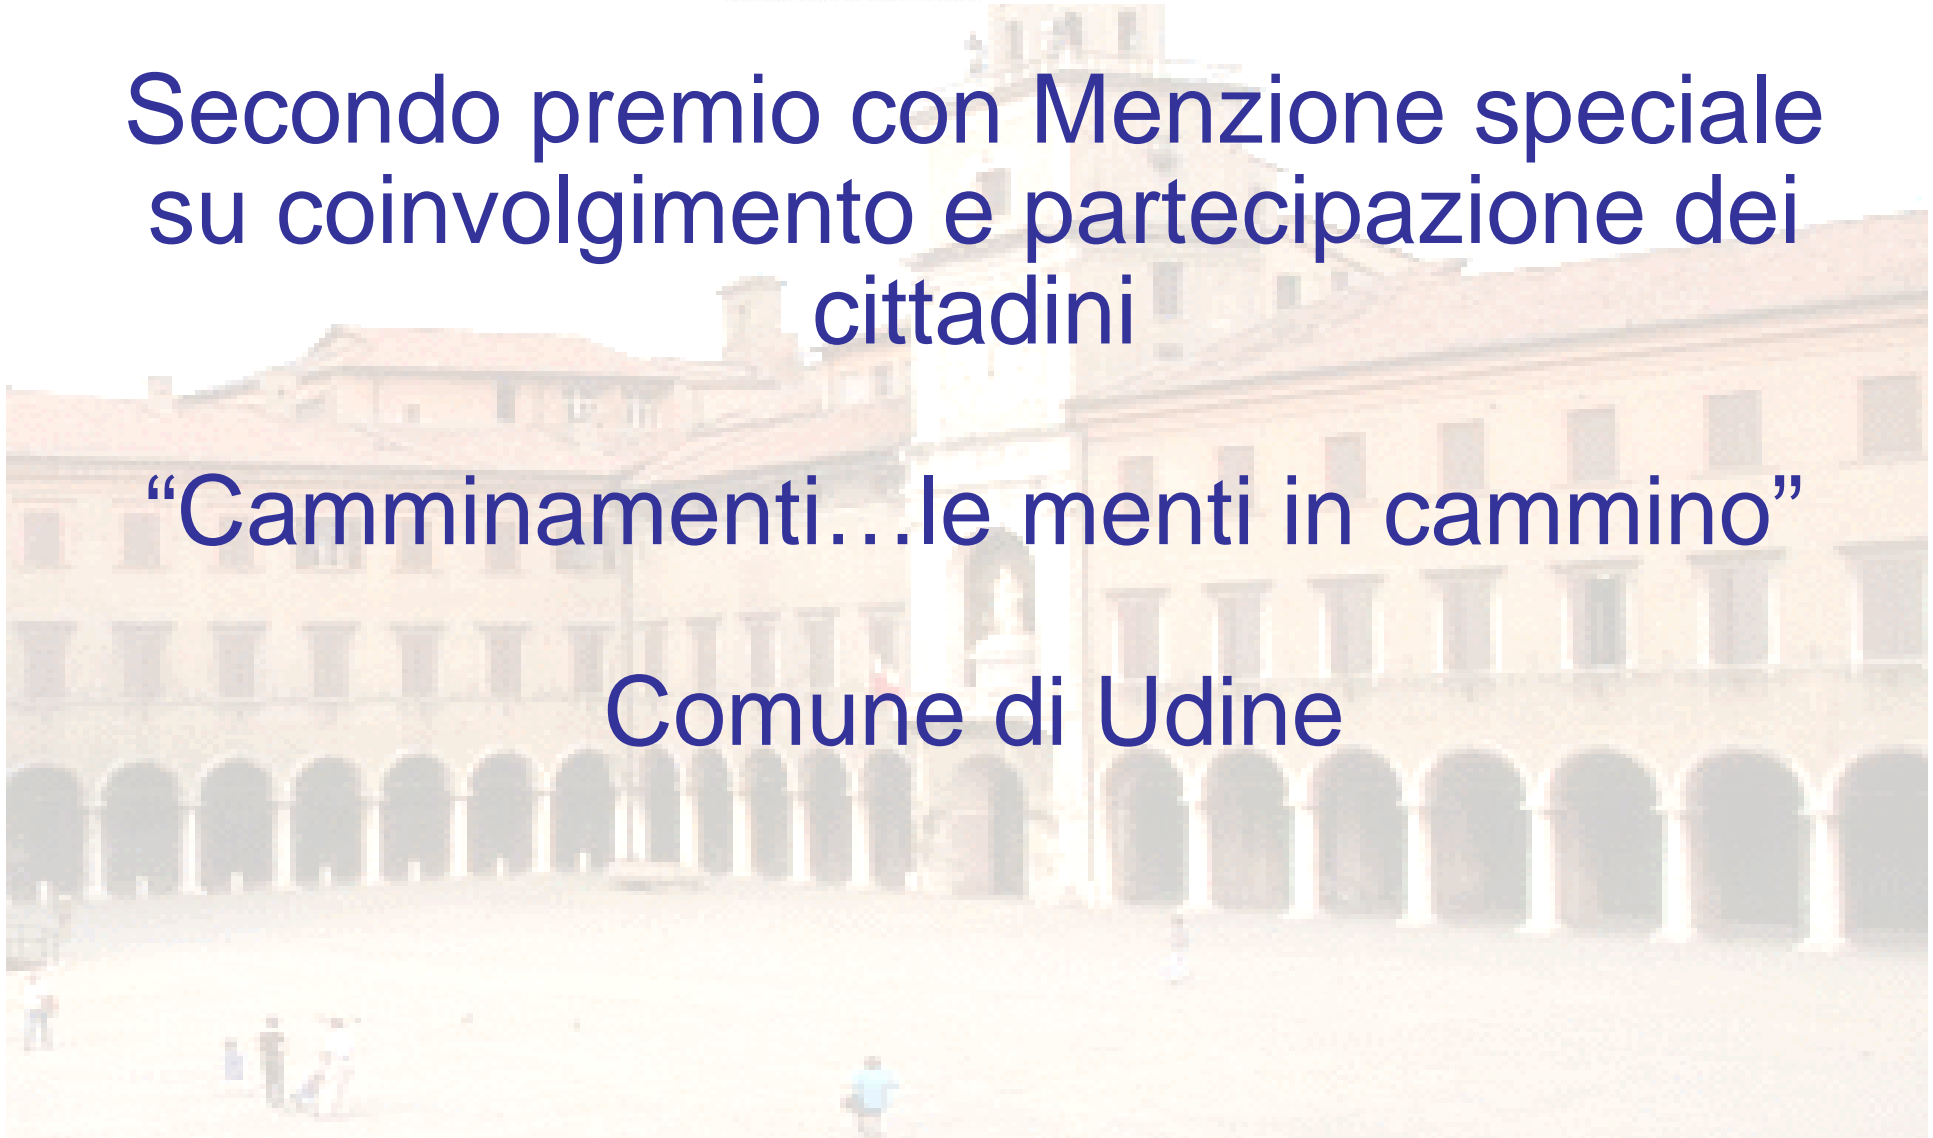 Secondo premio con Menzione speciale
su coinvolgimento e partecipazione dei
cittadini
“Camminamenti…le menti in cammino”
Comune di Udine